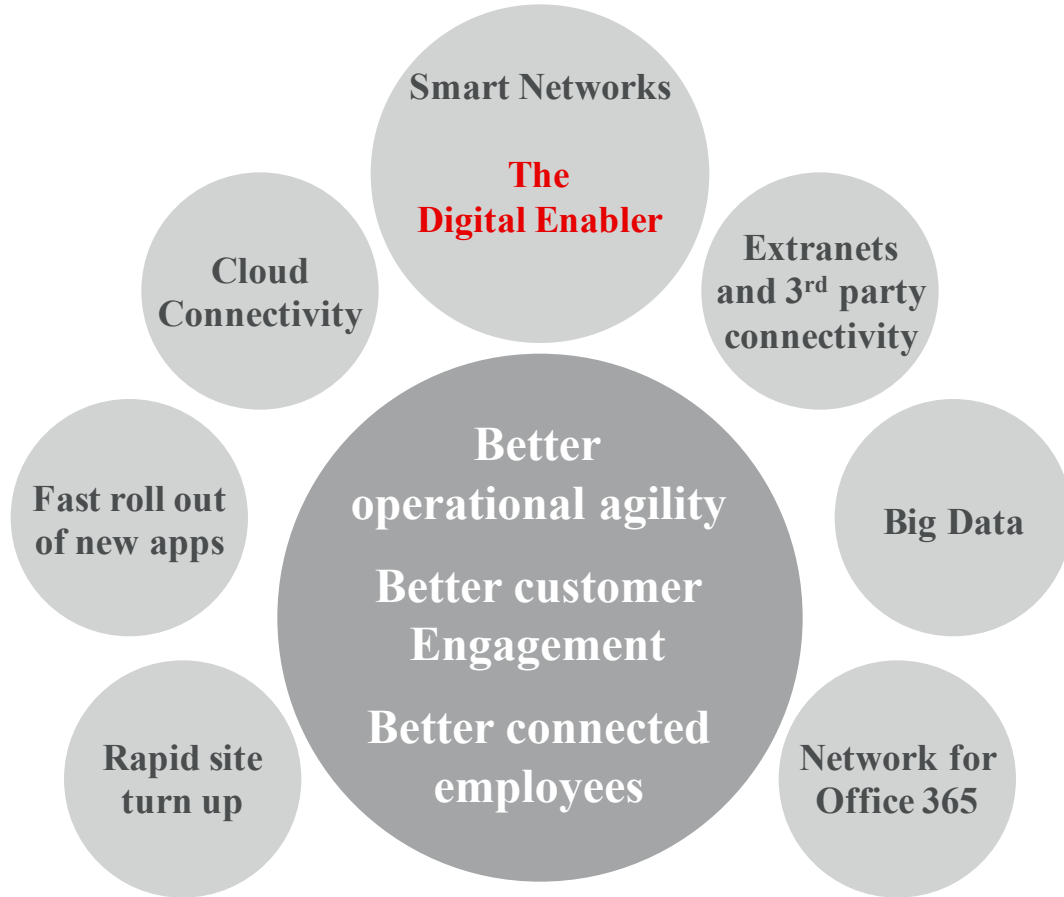 Smart Networks
The
Digital Enabler
Cloud
Connectivity
Extranets
and 3rd party
connectivity
Fast roll out
of new apps
Better
operational agility
Better customer
Engagement
Better connected
employees
Big Data
Rapid site
turn up
Network for
Office 365